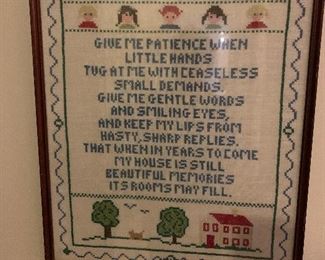 GIVE ME PATIENCE WHEN
LITTLE HANDS
TUG AT ME WITH CEASELESS
SMALL DEMANDS.
GIVE ME GENTLE WORDS
AND SMILING EYES,
AND KEEP MY LIPS FROM
HASTY, SHARP REPLIES.
THAT WHEN IN YEARS TO COME
MY HOUSE IS STILL
BEAUTIFUL MEMORIES
ITS ROOMS MAY FILL.